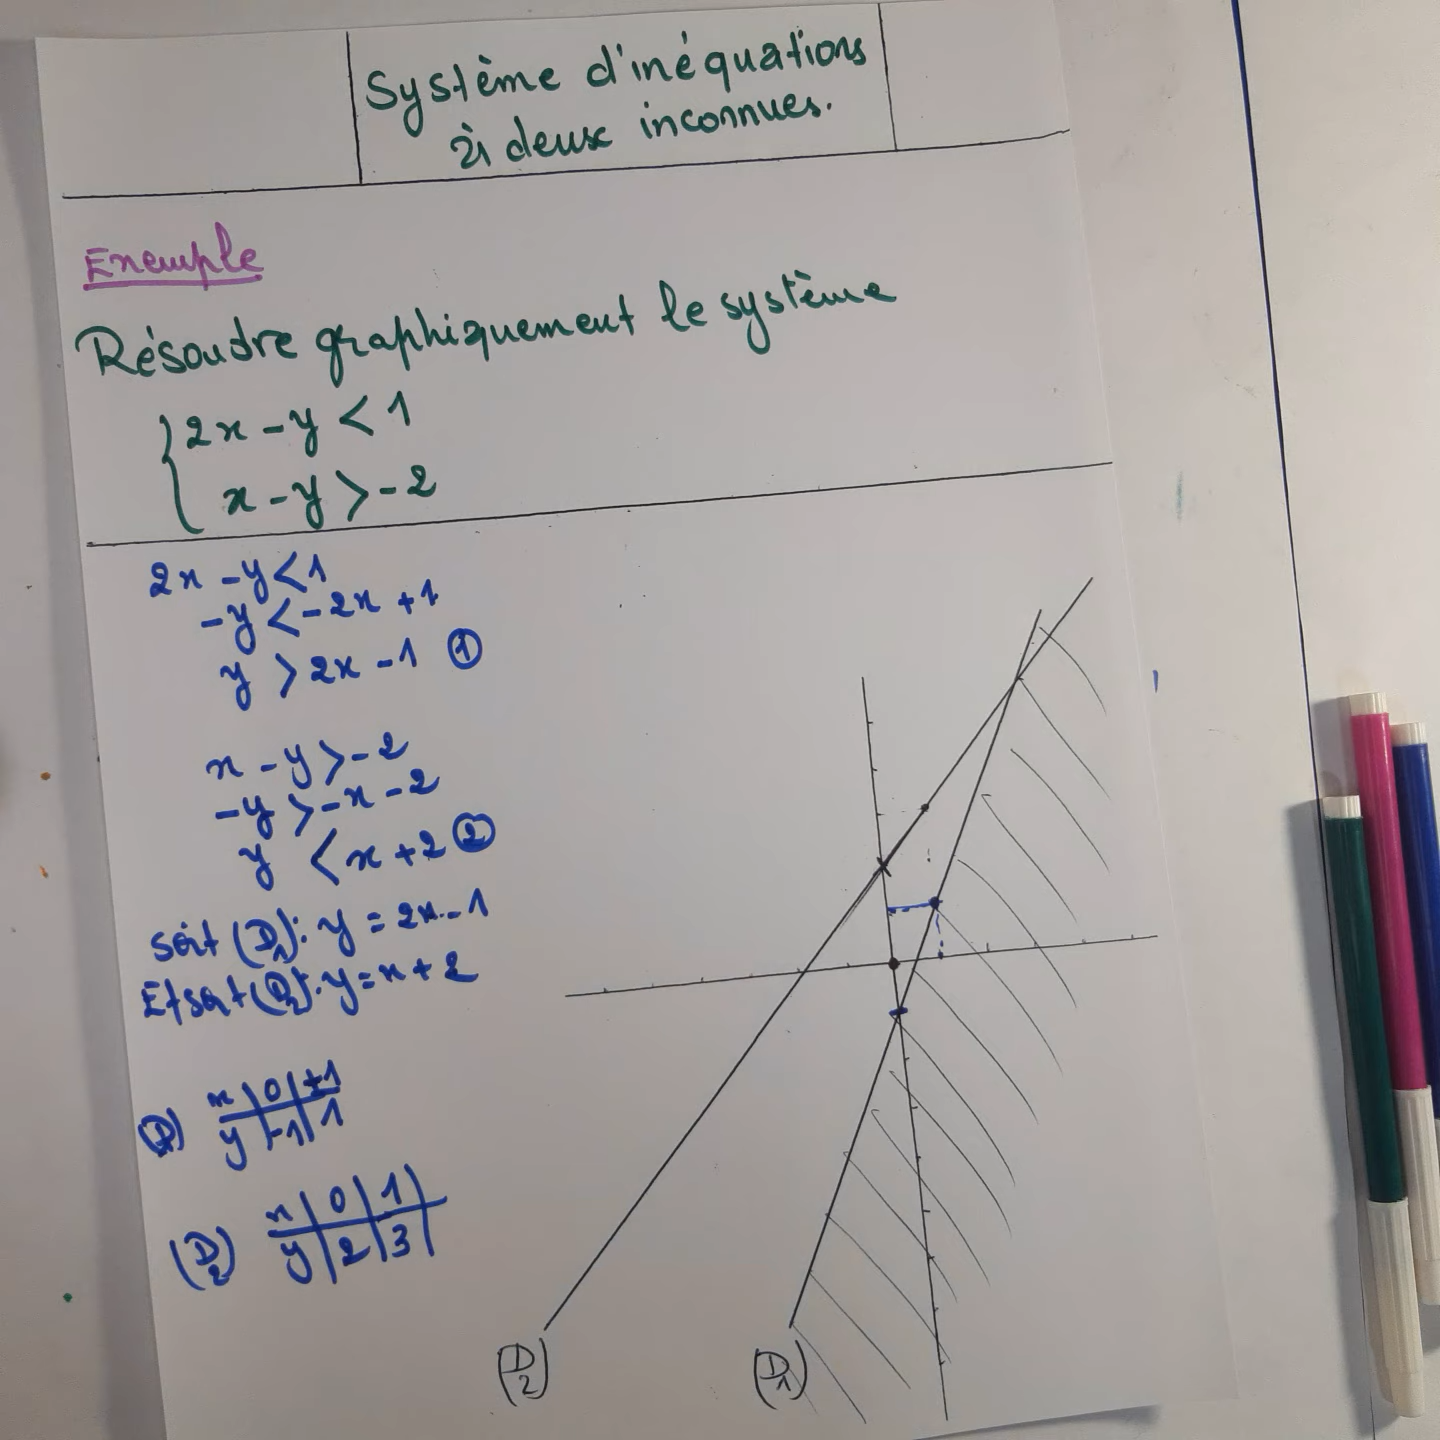 Système d'inéquations
à deux inconnues.
Exemple
Résoudre graphiquement le système
2x - y < 1
x - y > -2
2x - y < 1
-y < -2x + 1
y > 2x - 1 ①
x - y > -2
-y > -x - 2
y < x + 2 ②
Soit (D1): y = 2x - 1
Et soit (D2): y = x + 2
(D1) x | 0 | +1
y | -1 | 1
(D2) x | 0 | 1 |
y | 2 | 3 |
(D2)
(D1)